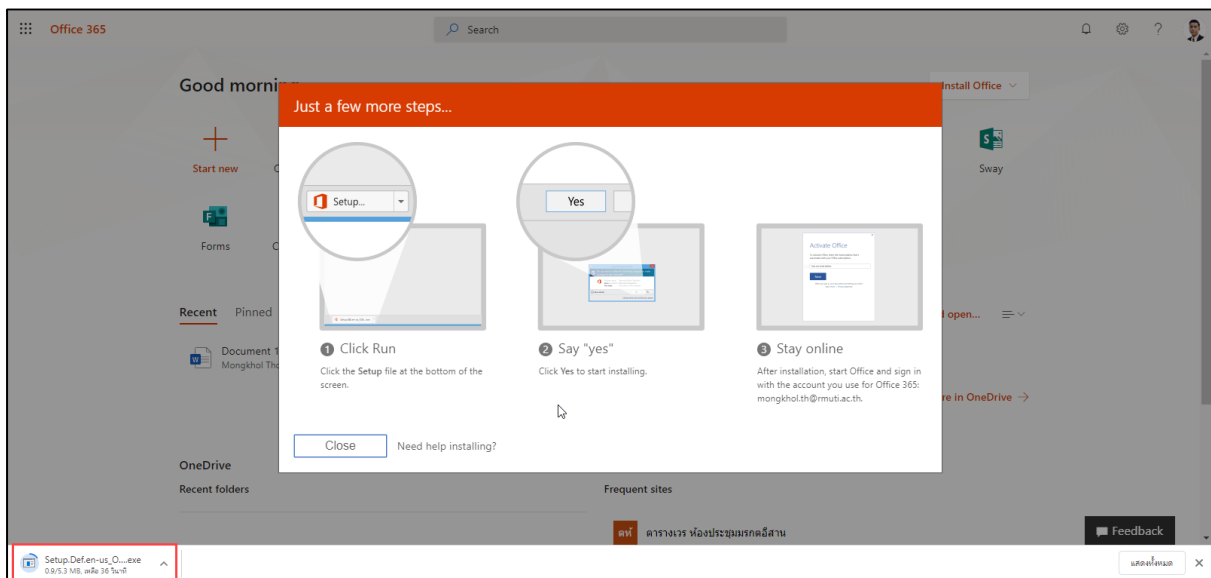 Office 365
Search
?
Good morni
Install Office
Just a few more steps...
Start new
Sway
Setup...
Yes
Forms
Activate Office
Recent
Pinned
open...
1 Click Run
Click the Setup file at the bottom of the
screen.
2 Say "yes"
Click Yes to start installing.
3 Stay online
After installation, start Office and sign in
with the account you use for Office 365:
mongkhol.th@rmuti.ac.th.
Document 1
Mongkhol Tho
re in OneDrive →
Close
Need help installing?
OneDrive
Recent folders
Frequent sites
ตห้
ตารางเวร ห้องประชุมมรกตอีสาน
Feedback
Setup.Def.en-us_O....exe
0.9/5.3 MB, เหลือ 36 วินาที
แสดงทั้งหมด